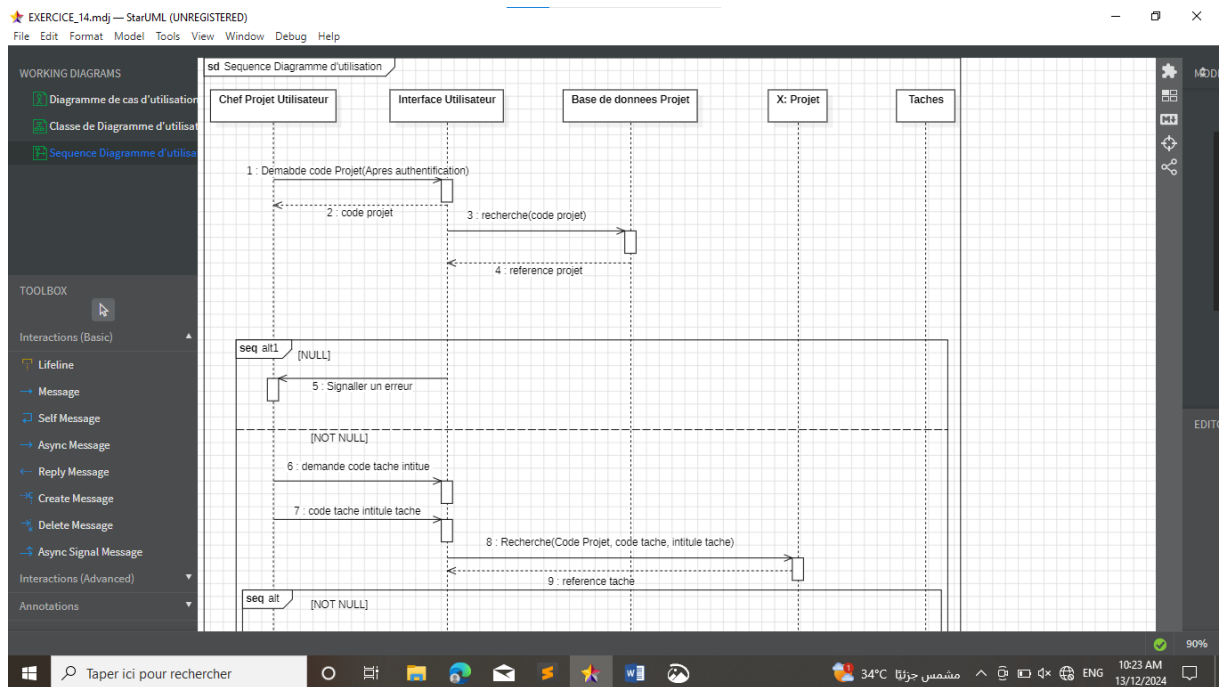 EXERCICE_14.mdj — StarUML (UNREGISTERED)
File Edit Format Model Tools View Window Debug Help
WORKING DIAGRAMS
Diagramme de cas d'utilisation
Classe de Diagramme d'utilisat
Sequence Diagramme d'utilisa
TOOLBOX
Interactions (Basic)
Lifeline
Message
Self Message
Async Message
Reply Message
Create Message
Delete Message
Async Signal Message
Interactions (Advanced)
Annotations
sd Sequence Diagramme d'utilisation
Chef Projet Utilisateur
Interface Utilisateur
Base de donnees Projet
X: Projet
Taches
1 : Demabde code Projet(Apres authentification)
2 : code projet
3 : recherche(code projet)
4 : reference projet
seq alt1
[NULL]
5 : Signaller un erreur
[NOT NULL]
6 : demande code tache intitue
7 : code tache intitule tache
8 : Recherche(Code Projet, code tache, intitule tache)
9 : reference tache
seq alt
[NOT NULL]
EDITO
90%
Taper ici pour rechercher
34°C مشمس جزئيًا
ENG
10:23 AM
13/12/2024